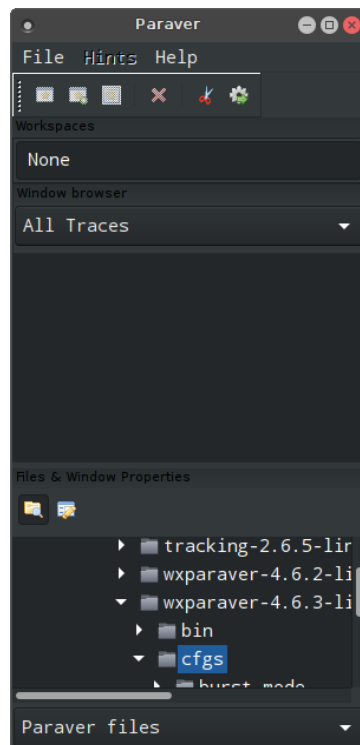 Paraver
File Hints Help
Workspaces
None
Window browser
All Traces
Files & Window Properties
tracking-2.6.5-lin
wxparaver-4.6.2-li
wxparaver-4.6.3-li
bin
cfgs
burst_mode
Paraver files